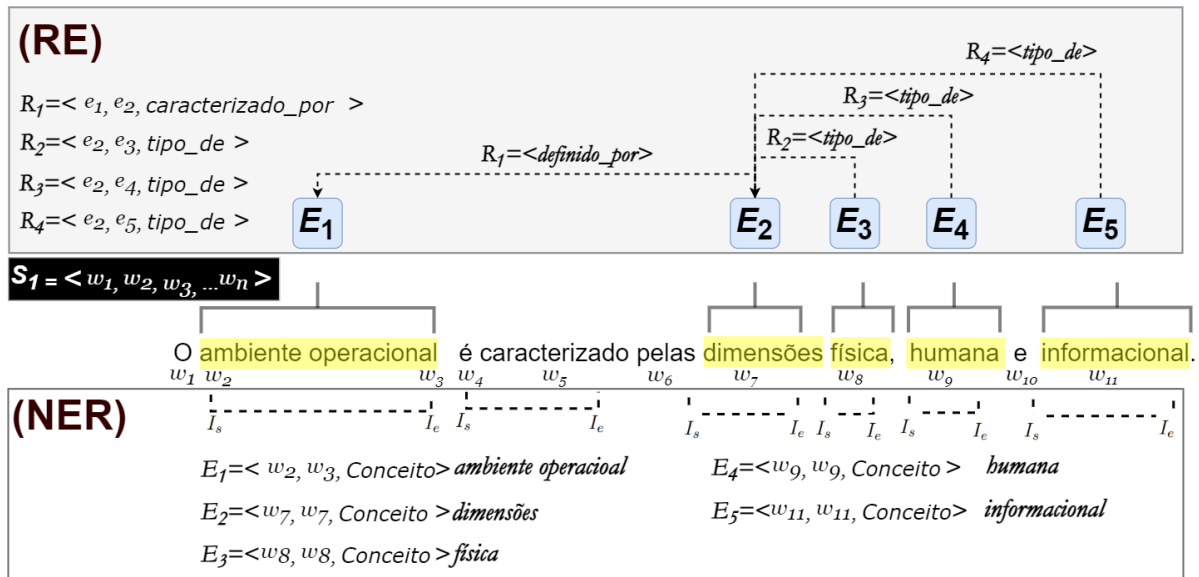 (RE)
R4=<tipo_de>
R3=<tipo_de>
R1=< e1, e2, caracterizado_por >
R2=<tipo_de>
R2=< e2, e3, tipo_de >
R1=<definido_por>
R3=< e2, e4, tipo_de >
R4=< e2, e5, tipo_de >
E1 E2 E3 E4 E5
S1 = < w1, w2, w3, ...wn >
O ambiente operacional é caracterizado pelas dimensões física, humana e informacional.
w1 w2 w3 w4 w5 w6 w7 w8 w9 w10 w11
(NER)
Is Ie Is Ie Is Ie Is Ie Is Ie Is Ie
E1=< w2, w3, Conceito> ambiente operacioal
E4=<w9, w9, Conceito > humana
E2=<w7, w7, Conceito > dimensões
E5=<w11, w11, Conceito> informacional
E3=<w8, w8, Conceito > física